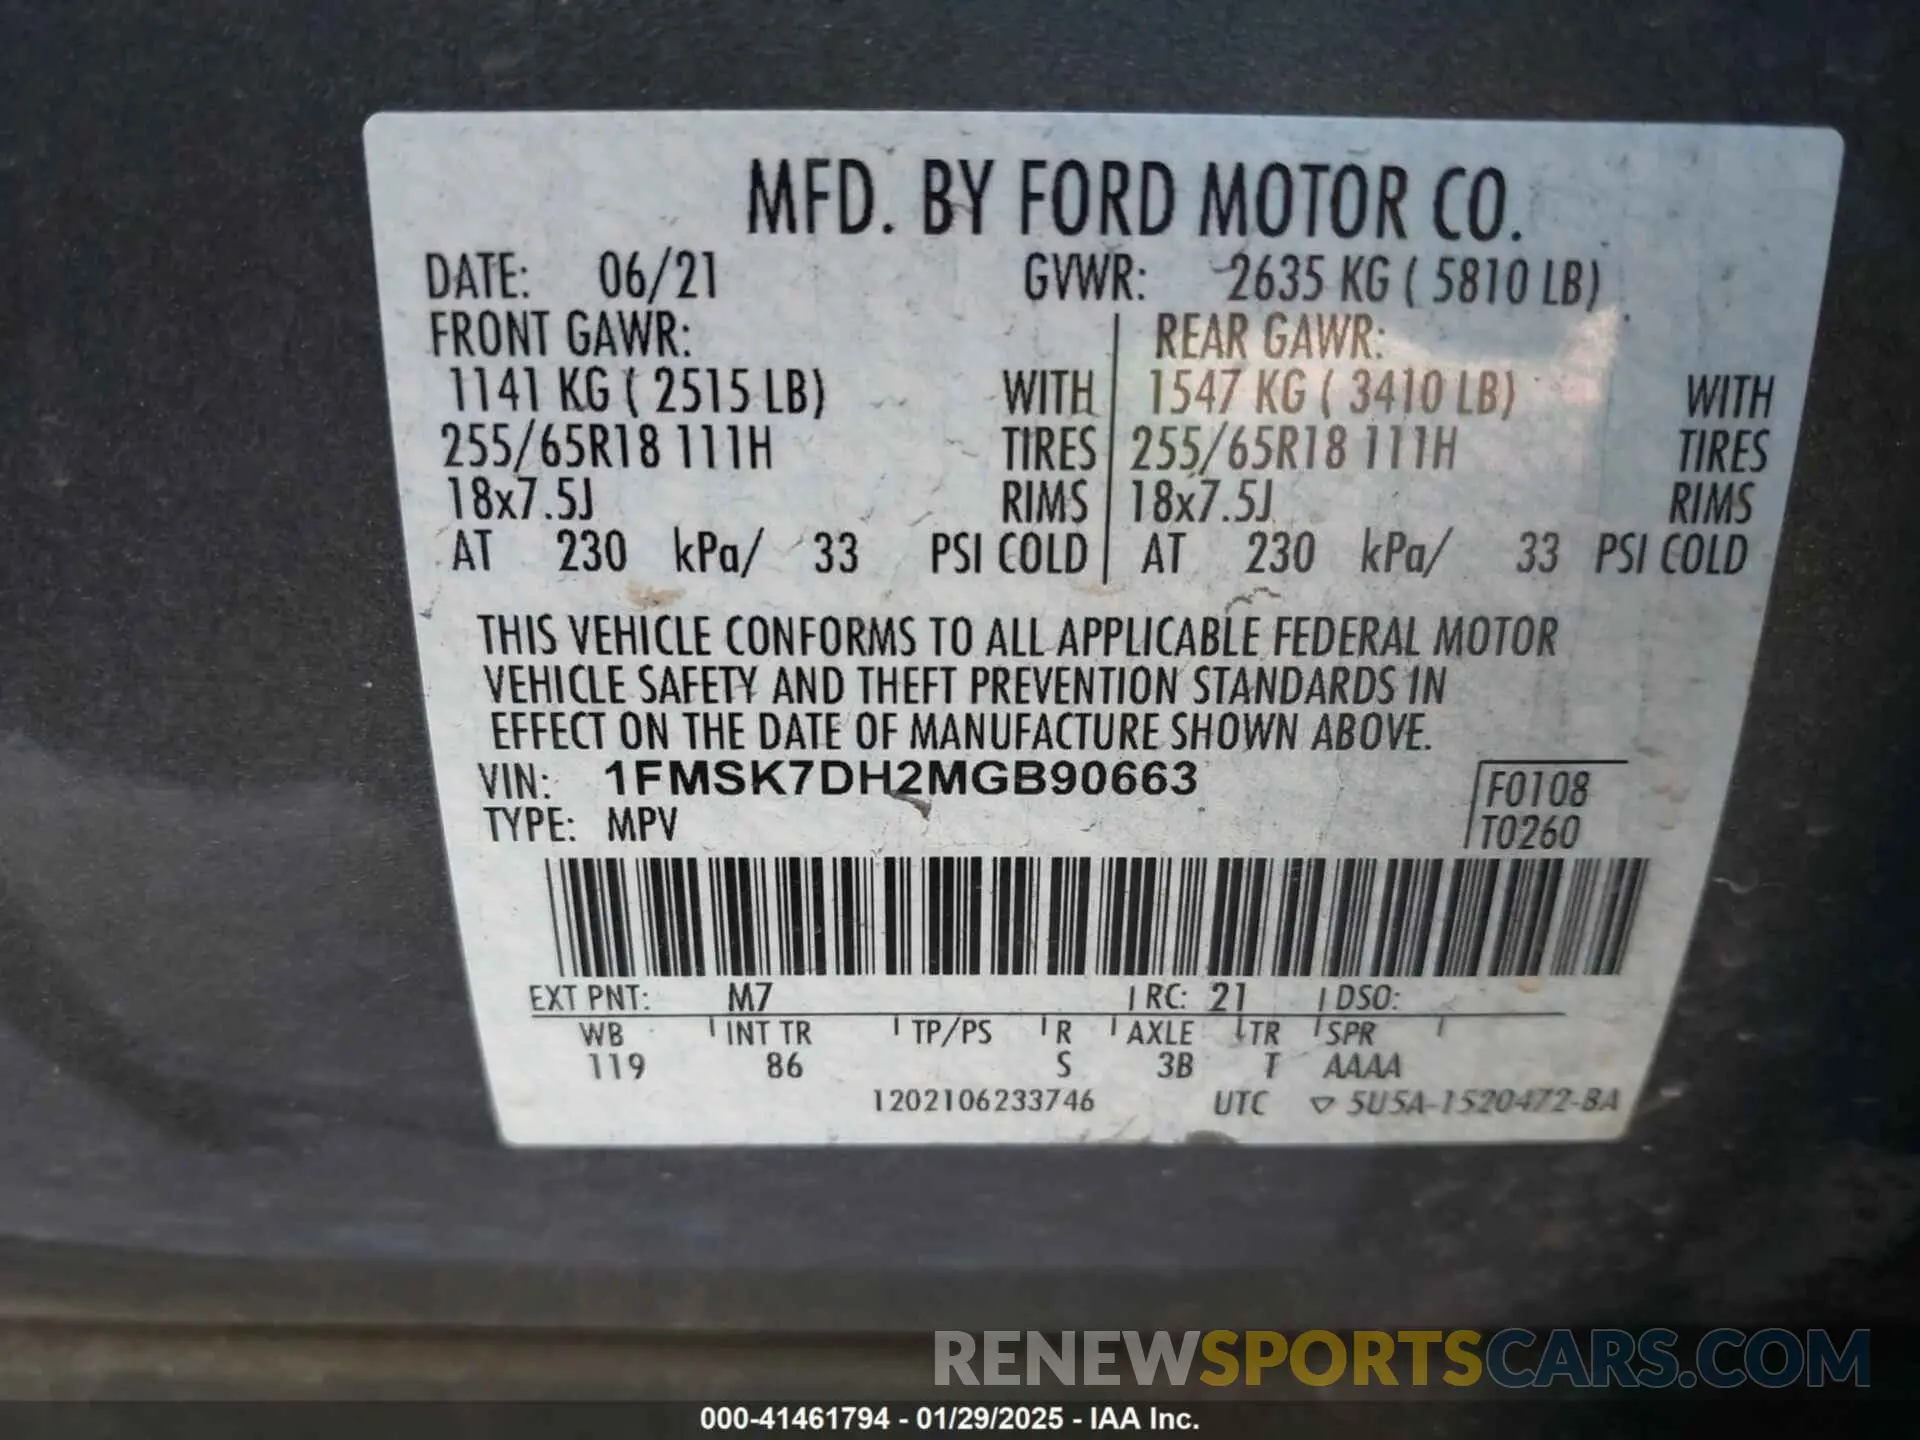 MFD. BY FORD MOTOR CO.
DATE: 06/21 GVWR: 2635 KG ( 5810 LB)
FRONT GAWR: REAR GAWR:
1141 KG ( 2515 LB) WITH 1547 KG ( 3410 LB) WITH
255/65R18 111H TIRES 255/65R18 111H TIRES
18x7.5J RIMS 18x7.5J RIMS
AT 230 kPa/ 33 PSI COLD AT 230 kPa/ 33 PSI COLD
THIS VEHICLE CONFORMS TO ALL APPLICABLE FEDERAL MOTOR
VEHICLE SAFETY AND THEFT PREVENTION STANDARDS IN
EFFECT ON THE DATE OF MANUFACTURE SHOWN ABOVE.
VIN: 1FMSK7DH2MGB90663 F0108
TYPE: MPV T0260
EXT PNT: M7 RC: 21 DSO:
WB INT TR TP/PS R AXLE TR SPR
119 86 S 3B T AAAA
1202106233746 UTC ▽ 5U5A-1520472-BA
RENEWSPORTSCARS.COM
000-41461794 - 01/29/2025 - IAA Inc.